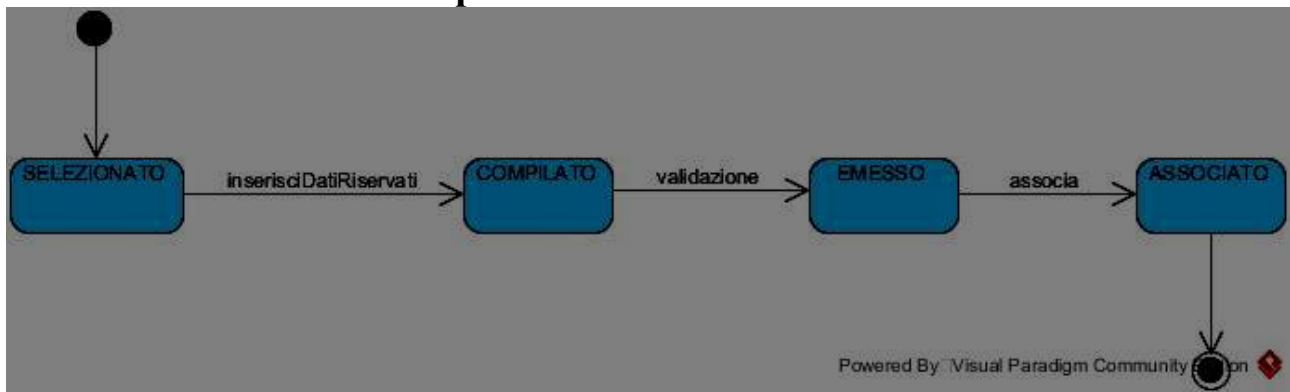 SELEZIONATO
inserisciDatiRiservati
COMPILATO
validazione
EMESSO
associa
ASSOCIATO
Powered By Visual Paradigm Community